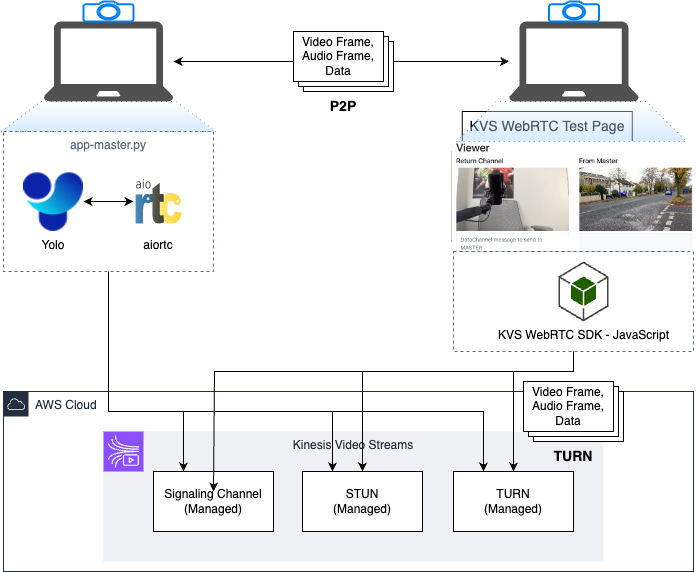 Video Frame,
Audio Frame,
Data
P2P
app-master.py
Yolo
aio
rtc
aiortc
KVS WebRTC Test Page
Viewer
Return Channel
From Master
DataChannel message to send to
MASTER
KVS WebRTC SDK - JavaScript
AWS Cloud
Video Frame,
Audio Frame,
Data
TURN
Kinesis Video Streams
Signaling Channel
(Managed)
STUN
(Managed)
TURN
(Managed)